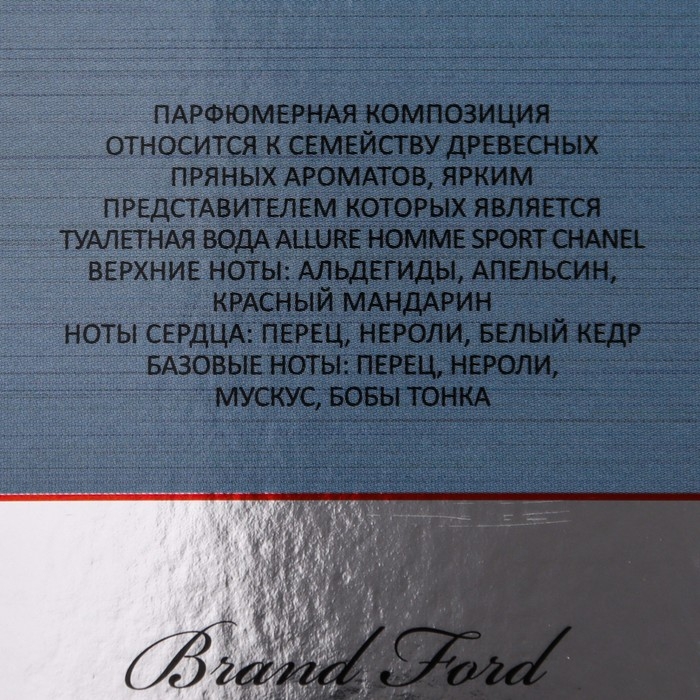 ПАРФЮМЕРНАЯ КОМПОЗИЦИЯ
ОТНОСИТСЯ К СЕМЕЙСТВУ ДРЕВЕСНЫХ
ПРЯНЫХ АРОМАТОВ, ЯРКИМ
ПРЕДСТАВИТЕЛЕМ КОТОРЫХ ЯВЛЯЕТСЯ
ТУАЛЕТНАЯ ВОДА ALLURE HOMME SPORT CHANEL
ВЕРХНИЕ НОТЫ: АЛЬДЕГИДЫ, АПЕЛЬСИН,
КРАСНЫЙ МАНДАРИН
НОТЫ СЕРДЦА: ПЕРЕЦ, НЕРОЛИ, БЕЛЫЙ КЕДР
БАЗОВЫЕ НОТЫ: ПЕРЕЦ, НЕРОЛИ,
МУСКУС, БОБЫ ТОНКА
Brand Ford